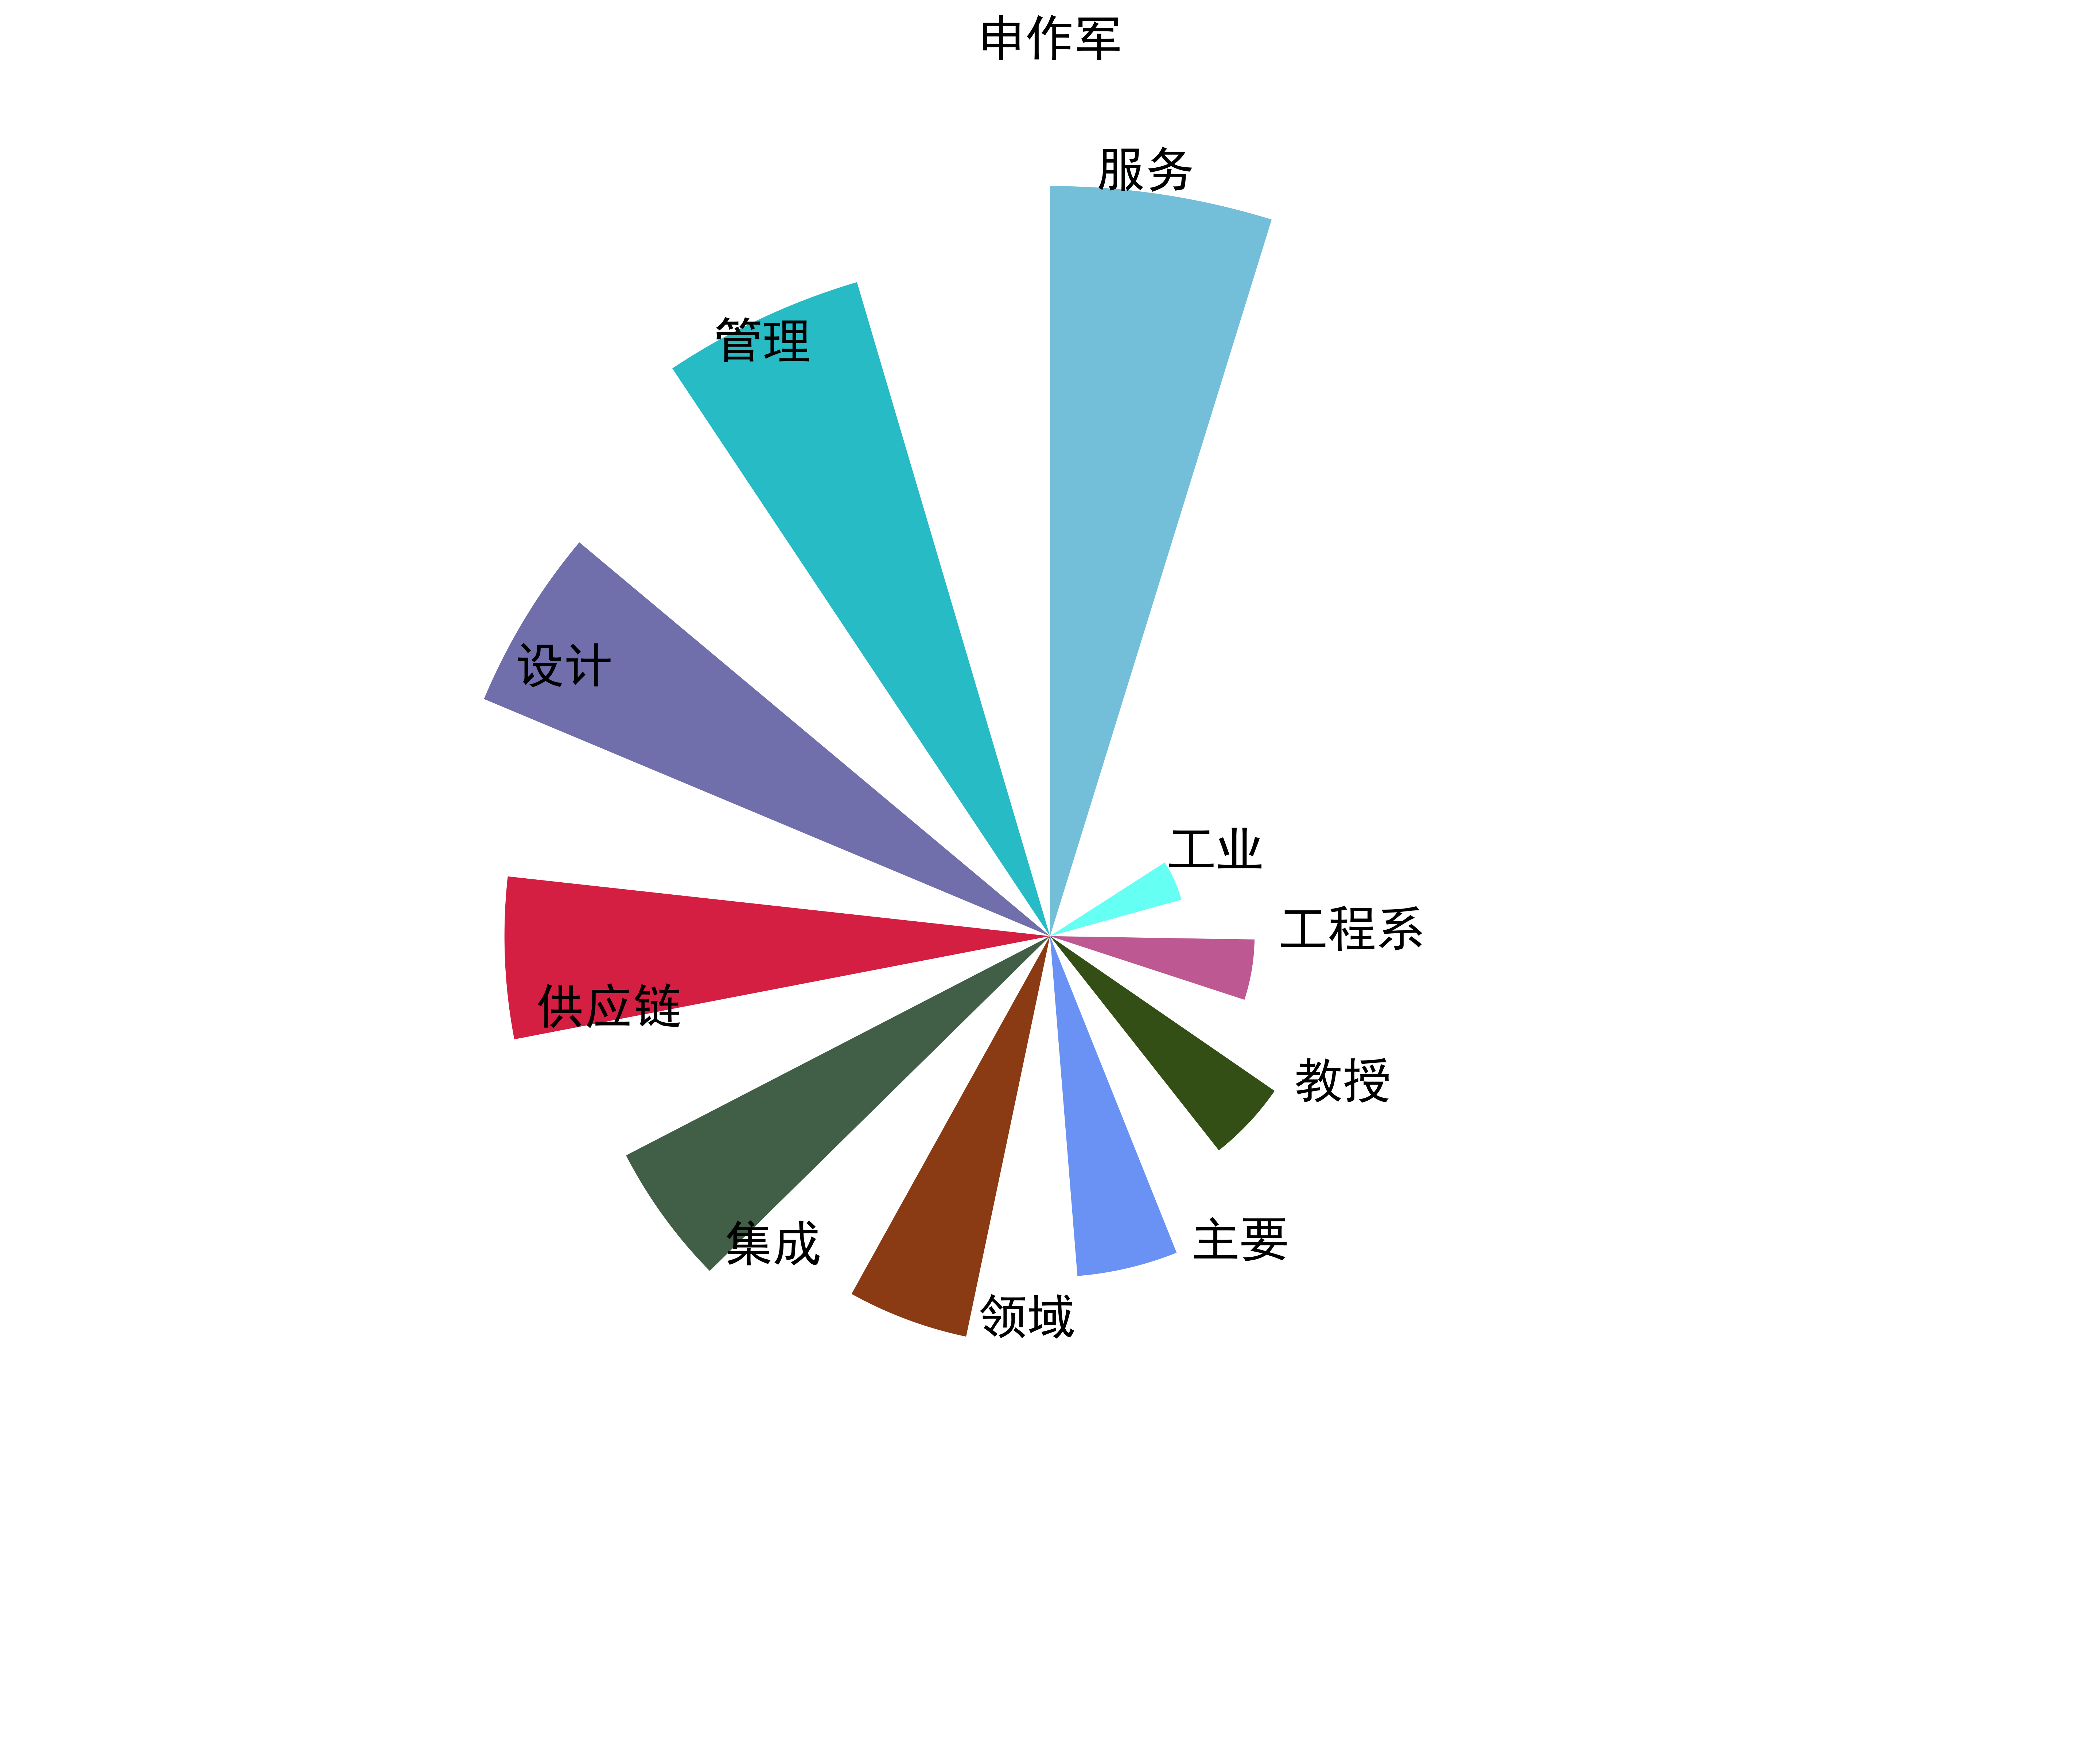 申作军
服务
管理
设计
工业
工程系
供应链
教授
主要
集成
领域